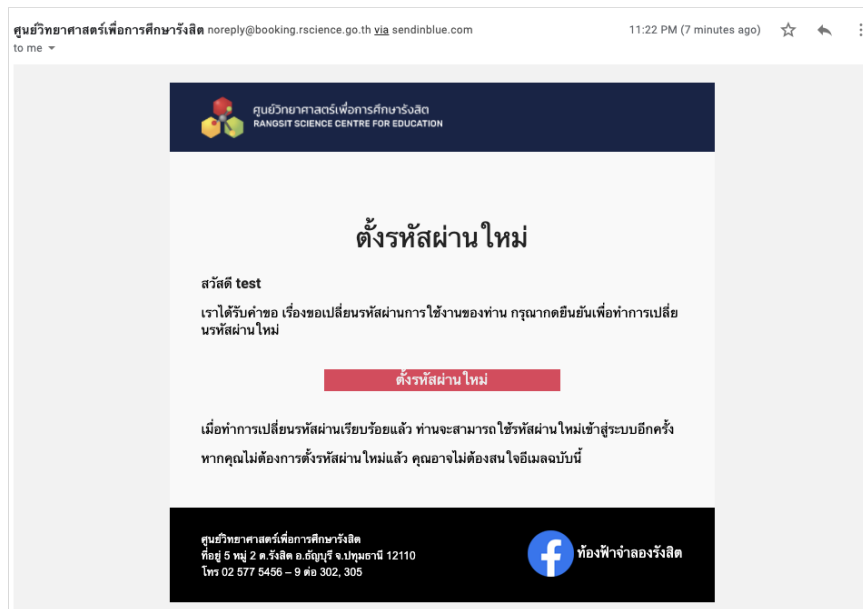 ศูนย์วิทยาศาสตร์เพื่อการศึกษารังสิต noreply@booking.rscience.go.th via sendinblue.com 11:22 PM (7 minutes ago)
to me
ศูนย์วิทยาศาสตร์เพื่อการศึกษารังสิต
RANGSIT SCIENCE CENTRE FOR EDUCATION
ตั้งรหัสผ่านใหม่
สวัสดี test
เราได้รับคำขอ เรื่องขอเปลี่ยนรหัสผ่านการใช้งานของท่าน กรุณากดยืนยันเพื่อทำการเปลี่ย
นรหัสผ่านใหม่
ตั้งรหัสผ่านใหม่
เมื่อทำการเปลี่ยนรหัสผ่านเรียบร้อยแล้ว ท่านจะสามารถใช้รหัสผ่านใหม่เข้าสู่ระบบอีกครั้ง
หากคุณไม่ต้องการตั้งรหัสผ่านใหม่แล้ว คุณอาจไม่ต้องสนใจอีเมลฉบับนี้
ศูนย์วิทยาศาสตร์เพื่อการศึกษารังสิต
ที่อยู่ 5 หมู่ 2 ต.รังสิต อ.ธัญบุรี จ.ปทุมธานี 12110
โทร 02 577 5456 – 9 ต่อ 302, 305
ท้องฟ้าจำลองรังสิต